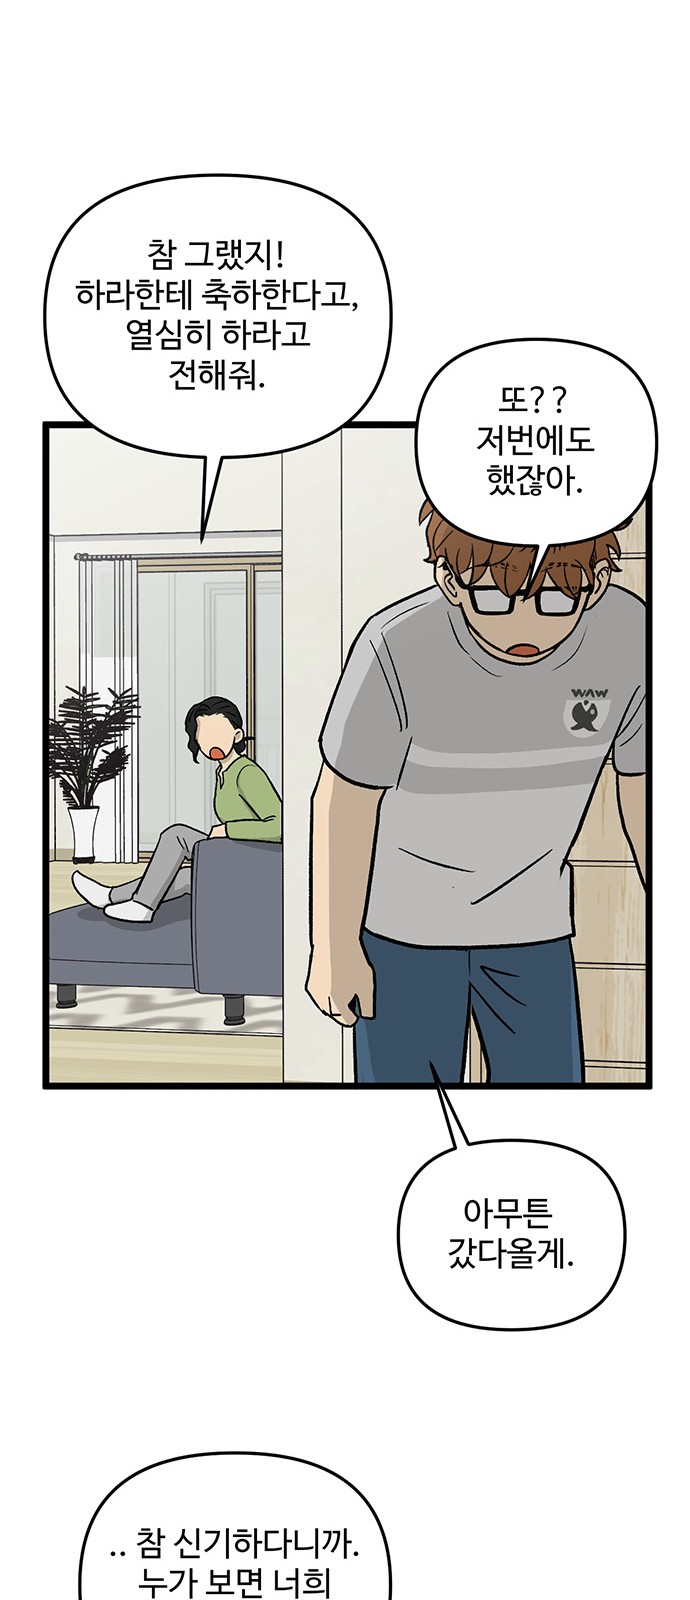 참 그랬지!
하라한테 축하한다고,
열심히 하라고
전해줘.
또??
저번에도
했잖아.
WAW
아무튼
갔다올게.
.. 참 신기하다니까.
누가 보면 너희